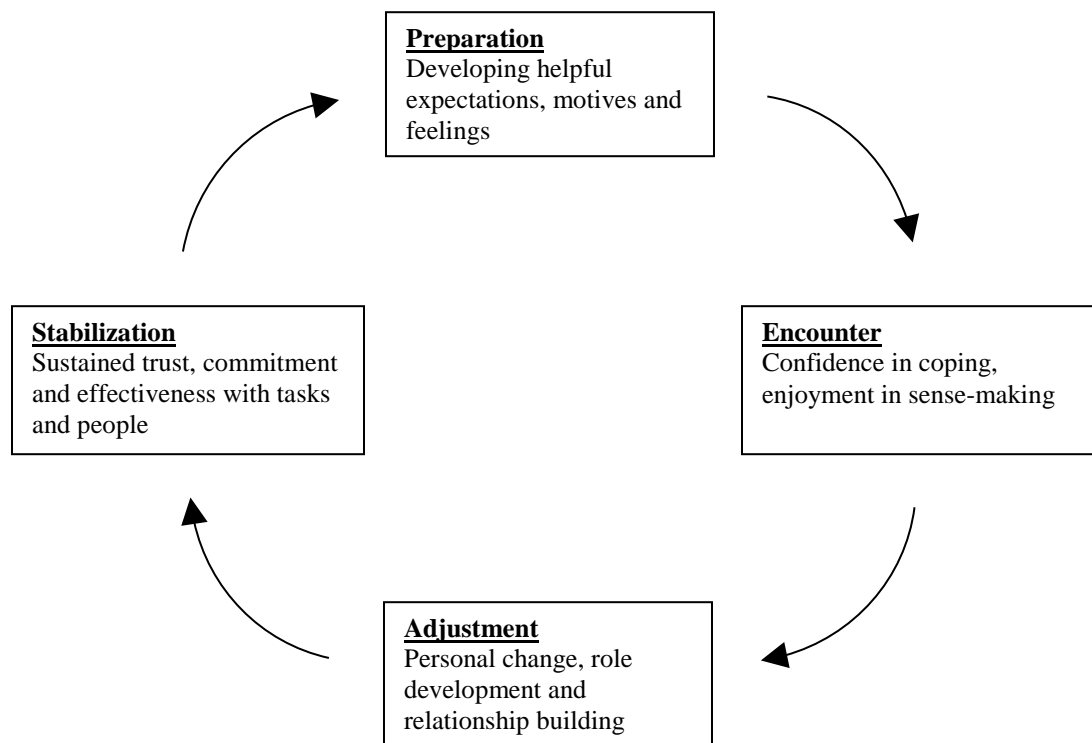 Preparation
Developing helpful
expectations, motives and
feelings
Stabilization
Sustained trust, commitment
and effectiveness with tasks
and people
Encounter
Confidence in coping,
enjoyment in sense-making
Adjustment
Personal change, role
development and
relationship building